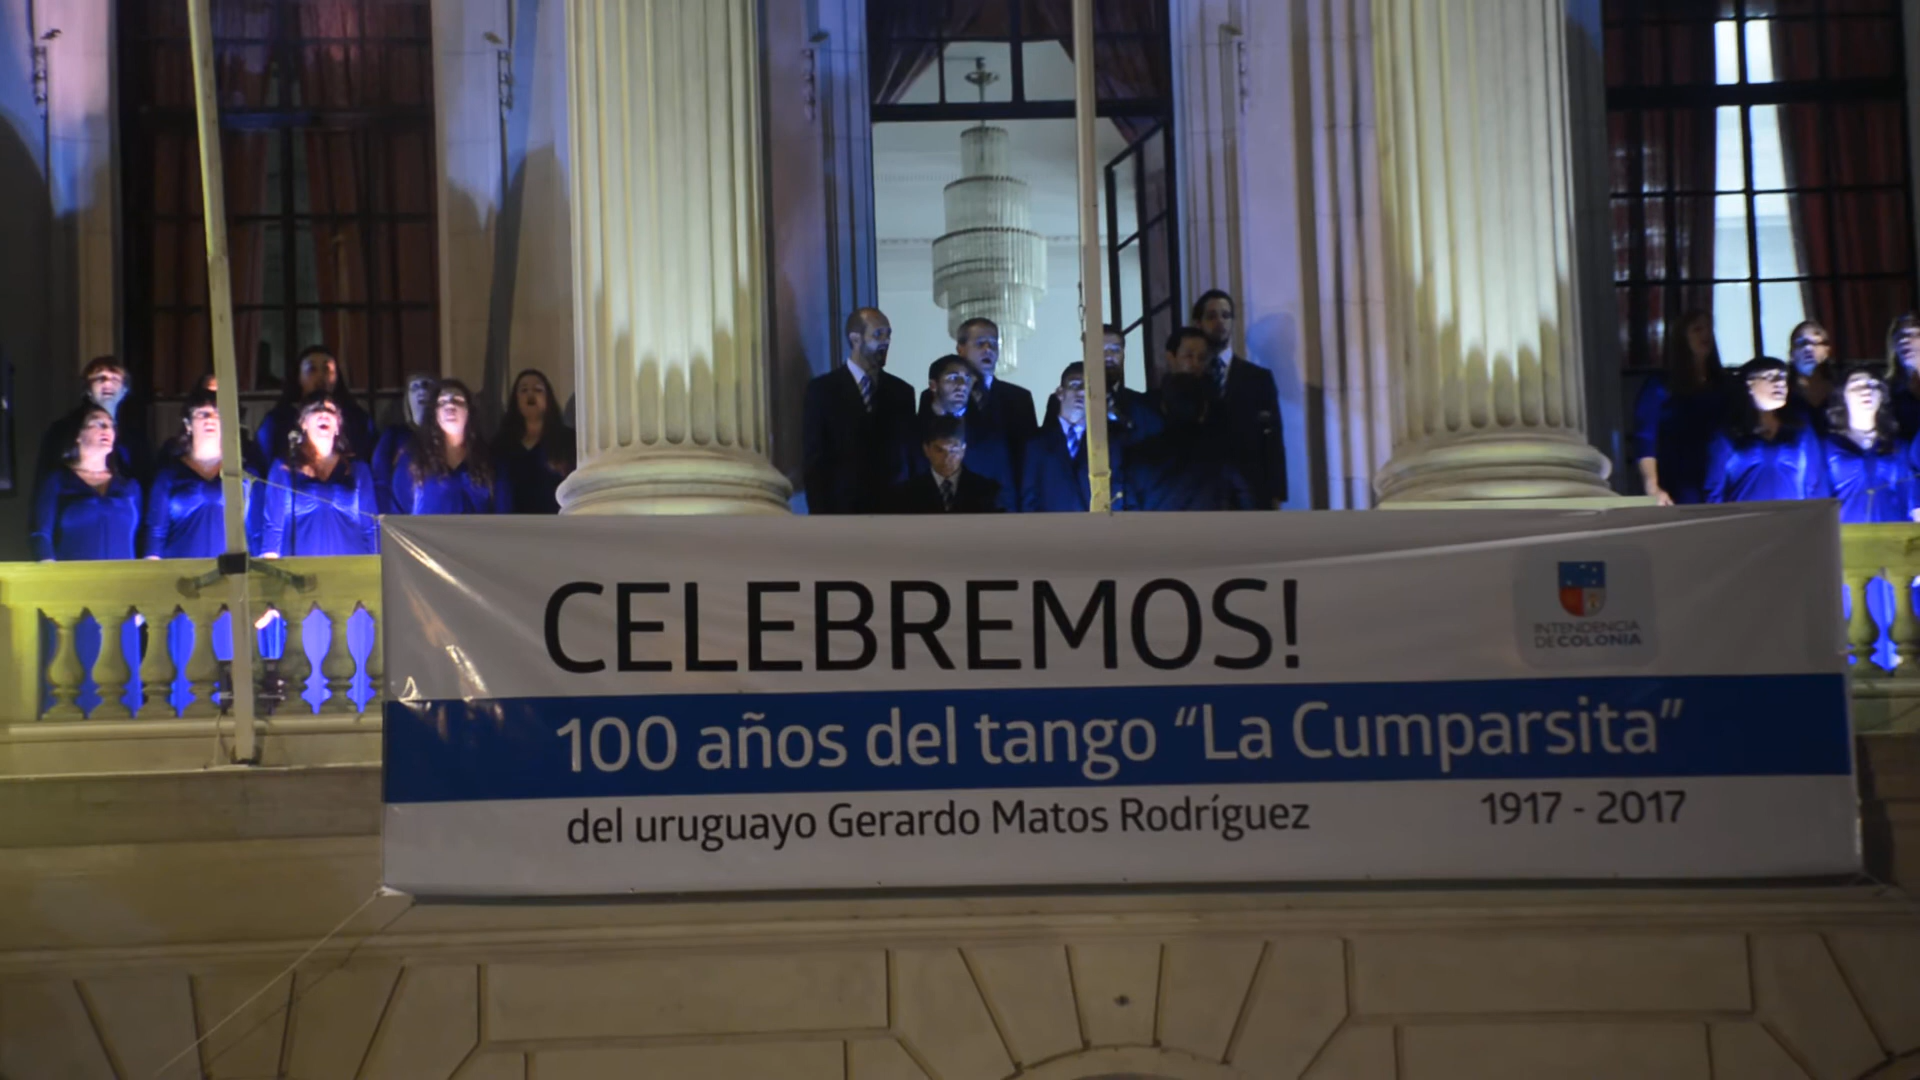 CELEBREMOS!
INTENDENCIA
DE COLONIA
100 años del tango “La Cumparsita”
del uruguayo Gerardo Matos Rodríguez
1917 - 2017